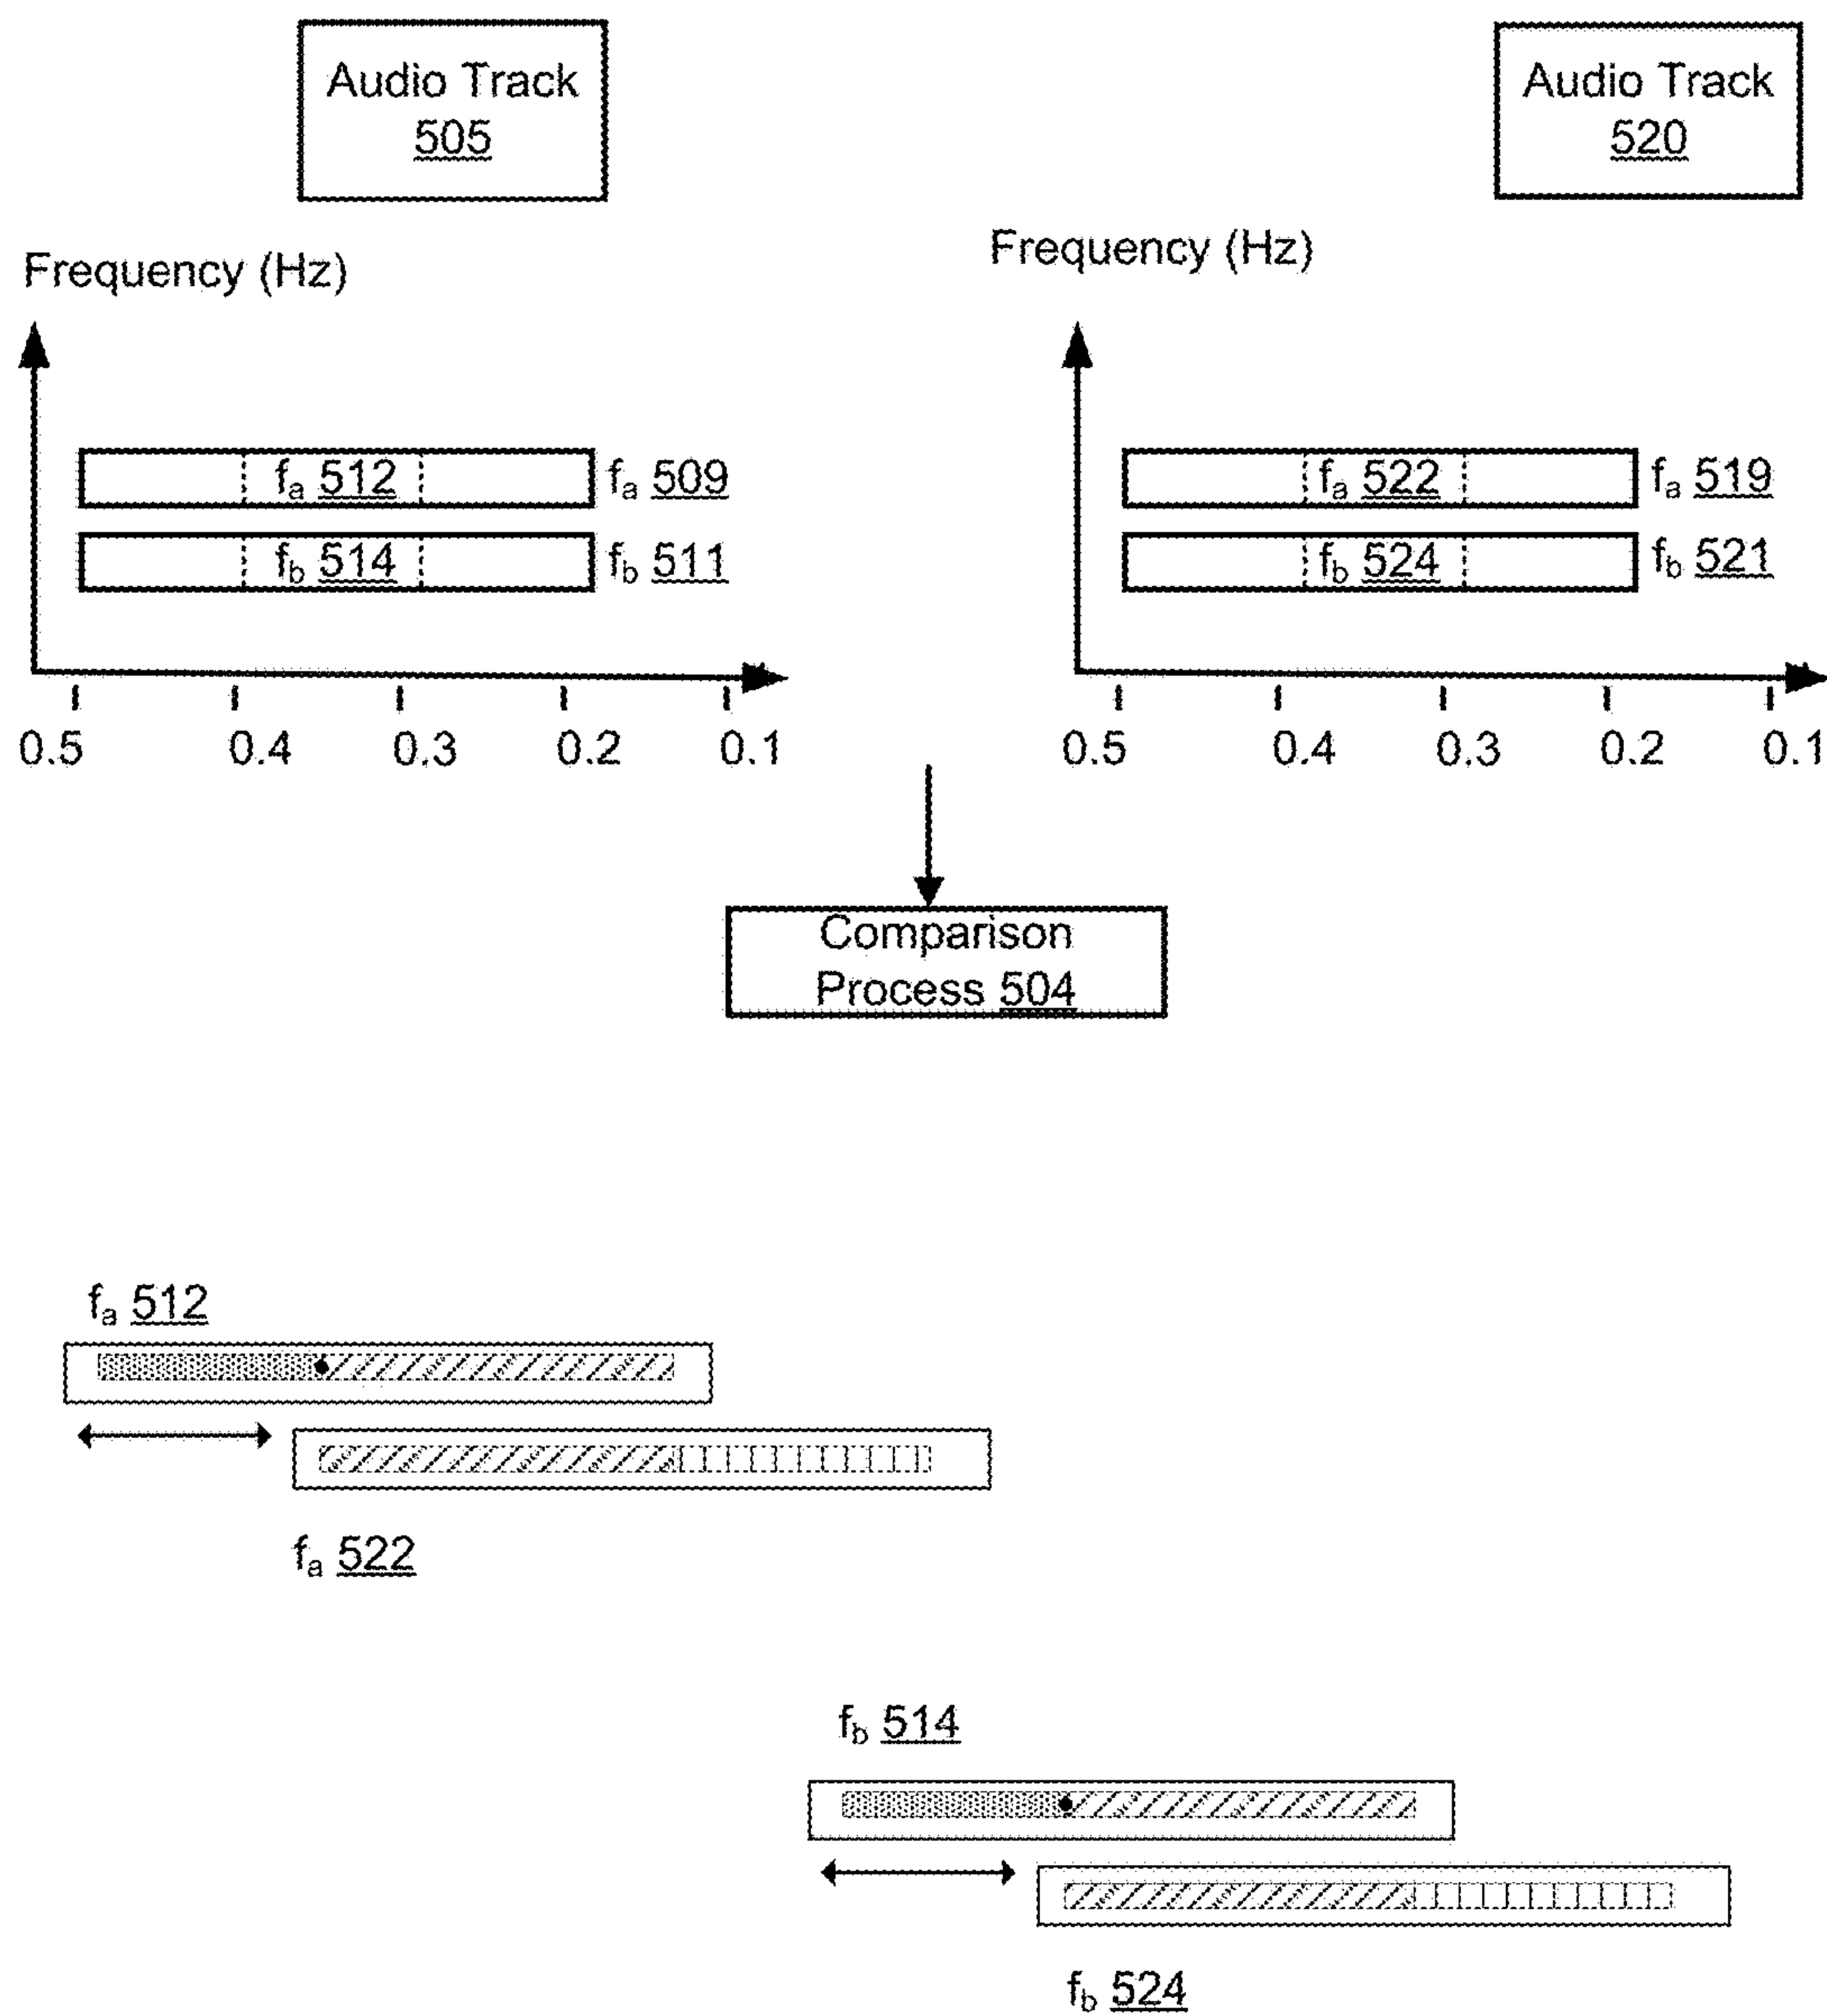 Audio Track
505
Audio Track
520
Frequency (Hz)
Frequency (Hz)
fa 512
fa 509
fb 514
fb 511
fa 522
fa 519
fb 524
fb 521
0.5 0.4 0.3 0.2 0.1
0.5 0.4 0.3 0.2 0.1
Comparison
Process 504
fa 512
fa 522
fb 514
fb 524